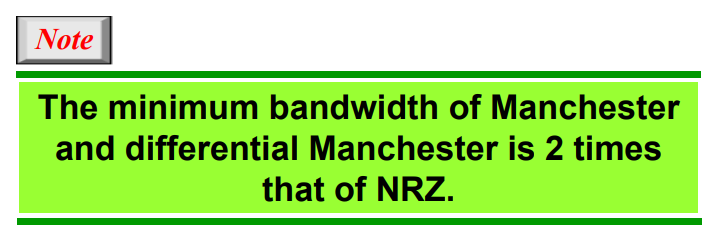 Note
The minimum bandwidth of Manchester
and differential Manchester is 2 times
that of NRZ.